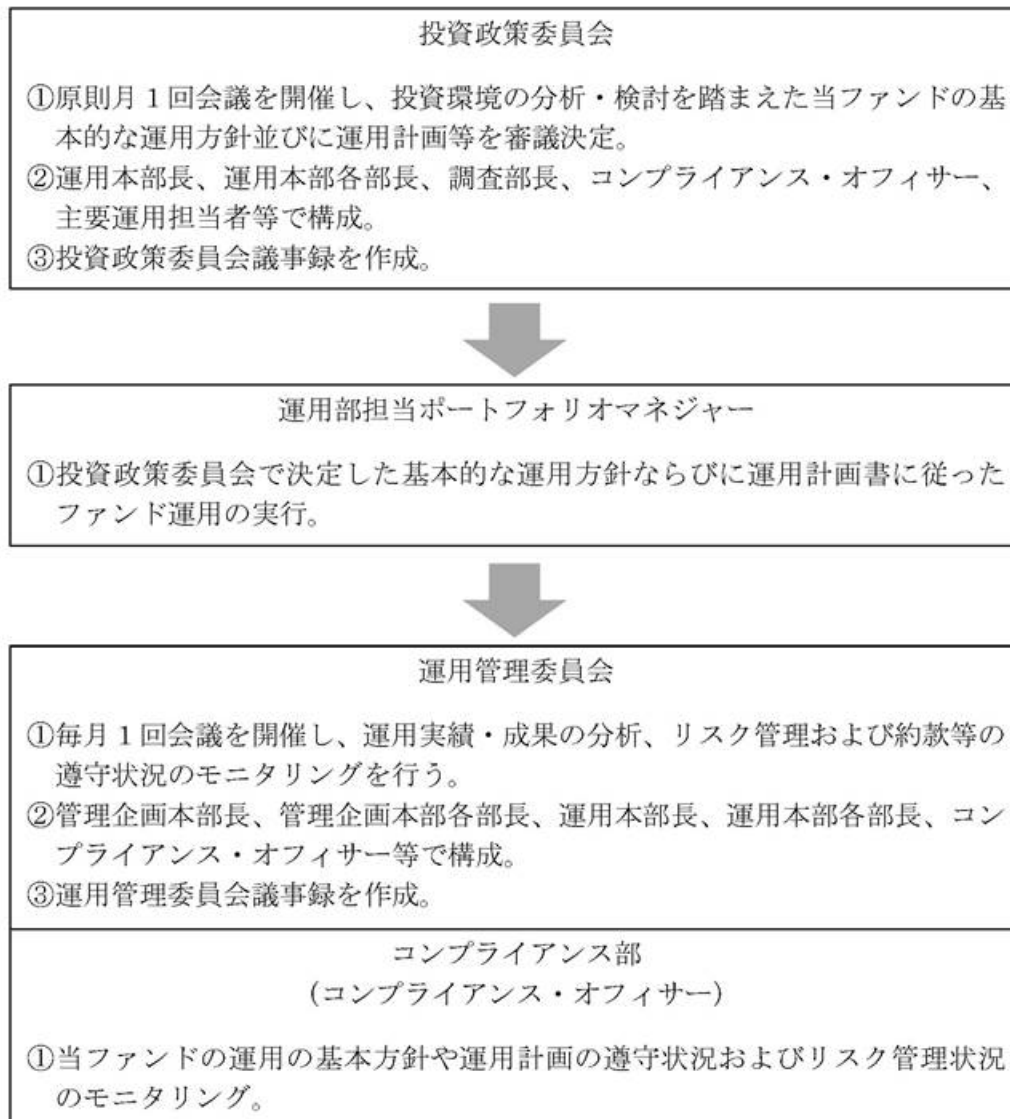 投資政策委員会
①原則月１回会議を開催し、投資環境の分析・検討を踏まえた当ファンドの基
本的な運用方針並びに運用計画等を審議決定。
②運用本部長、運用本部各部長、調査部長、コンプライアンス・オフィサー、
主要運用担当者等で構成。
③投資政策委員会議事録を作成。
運用部担当ポートフォリオマネジャー
①投資政策委員会で決定した基本的な運用方針ならびに運用計画書に従った
ファンド運用の実行。
運用管理委員会
①毎月１回会議を開催し、運用実績・成果の分析、リスク管理および約款等の
遵守状況のモニタリングを行う。
②管理企画本部長、管理企画本部各部長、運用本部長、運用本部各部長、コン
プライアンス・オフィサー等で構成。
③運用管理委員会議事録を作成。
コンプライアンス部
（コンプライアンス・オフィサー）
①当ファンドの運用の基本方針や運用計画の遵守状況およびリスク管理状況
のモニタリング。